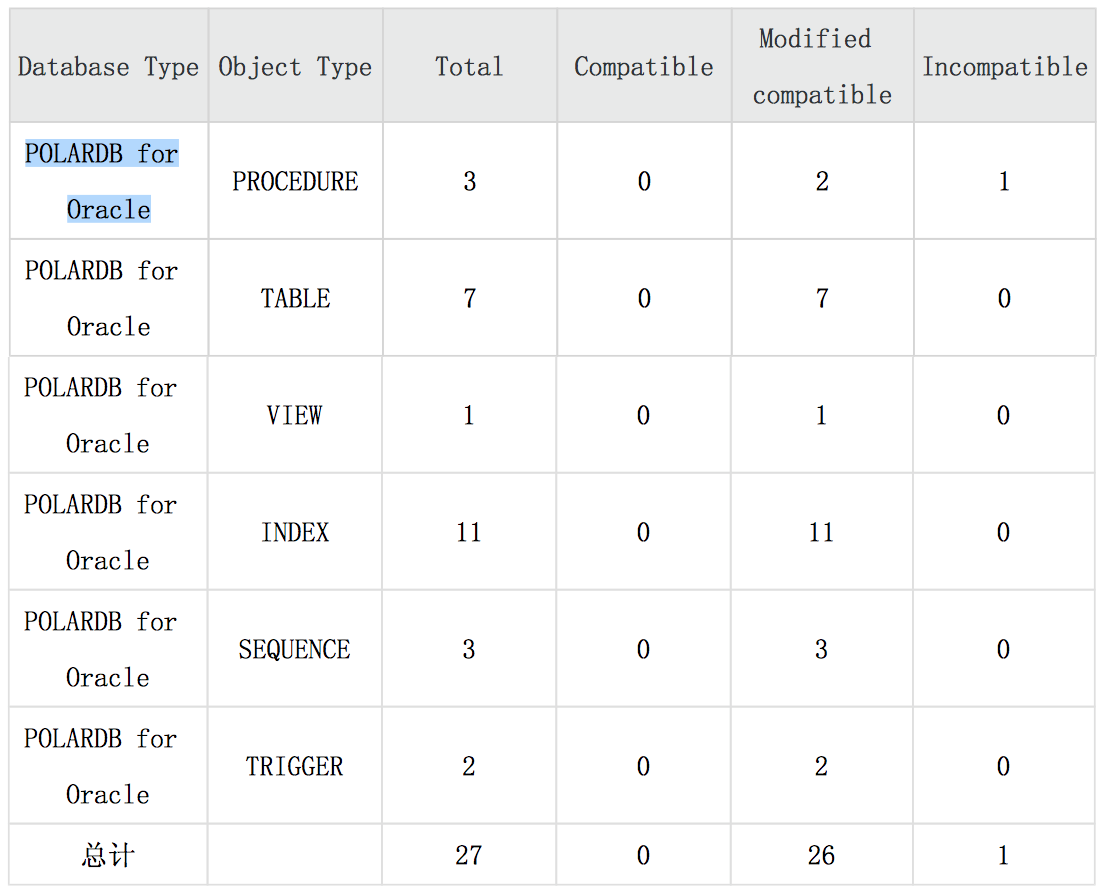 Database Type Object Type Total Compatible Modified compatible Incompatible
POLARDB for Oracle PROCEDURE 3 0 2 1
POLARDB for Oracle TABLE 7 0 7 0
POLARDB for Oracle VIEW 1 0 1 0
POLARDB for Oracle INDEX 11 0 11 0
POLARDB for Oracle SEQUENCE 3 0 3 0
POLARDB for Oracle TRIGGER 2 0 2 0
总计 27 0 26 1